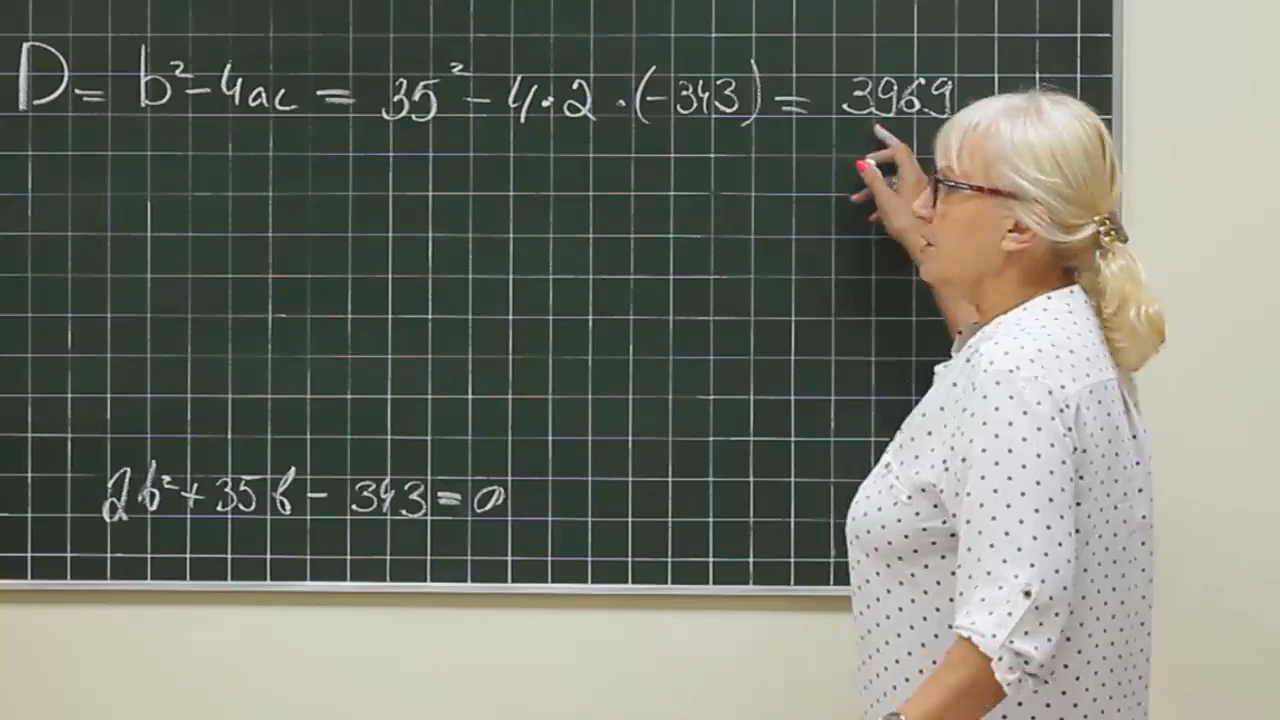 D = b² - 4ac = 35² - 4 · 2 · (-343) = 3969
2b² + 35b - 343 = 0